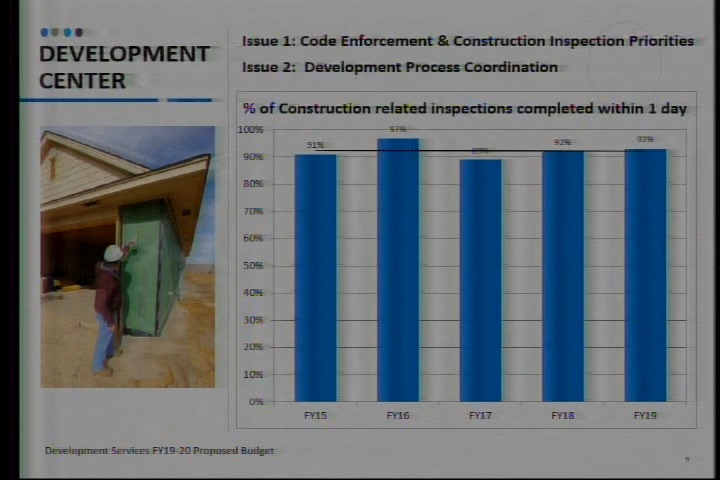 DEVELOPMENT
CENTER
Issue 1: Code Enforcement & Construction Inspection Priorities
Issue 2: Development Process Coordination
% of Construction related inspections completed within 1 day
100%
90%
80%
70%
60%
50%
40%
30%
20%
10%
0%
91%
97%
89%
92%
93%
FY15
FY16
FY17
FY18
FY19
Development Services FY19-20 Proposed Budget
9